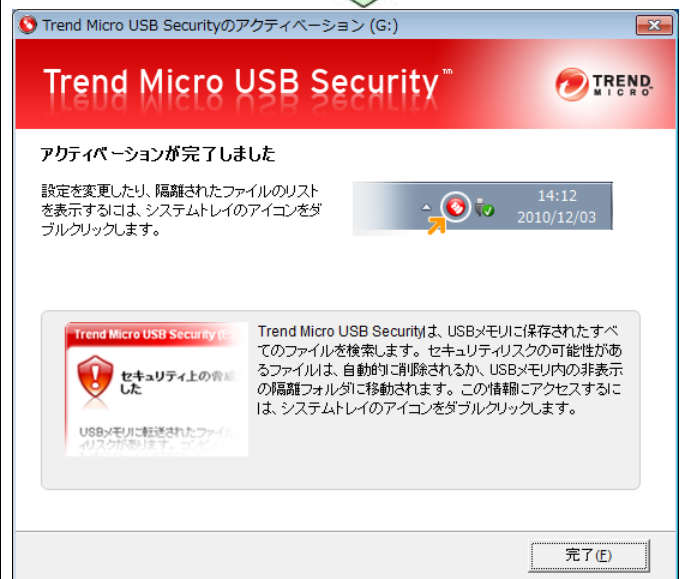 Trend Micro USB Securityのアクティベーション (G:)
Trend Micro USB Security™
TREND
MICRO
アクティベーションが完了しました
設定を変更したり、隔離されたファイルのリスト
を表示するには、システムトレイのアイコンをダ
ブルクリックします。
14:12
2010/12/03
Trend Micro USB Security (
セキュリティ上の脅威
した
USBメモリに転送されたファイ
Trend Micro USB Securityは、USBメモリに保存されたすべ
てのファイルを検索します。セキュリティリスクの可能性があ
るファイルは、自動的に削除されるか、USBメモリ内の非表示
の隔離フォルダに移動されます。この情報にアクセスするに
は、システムトレイのアイコンをダブルクリックします。
完了(F)